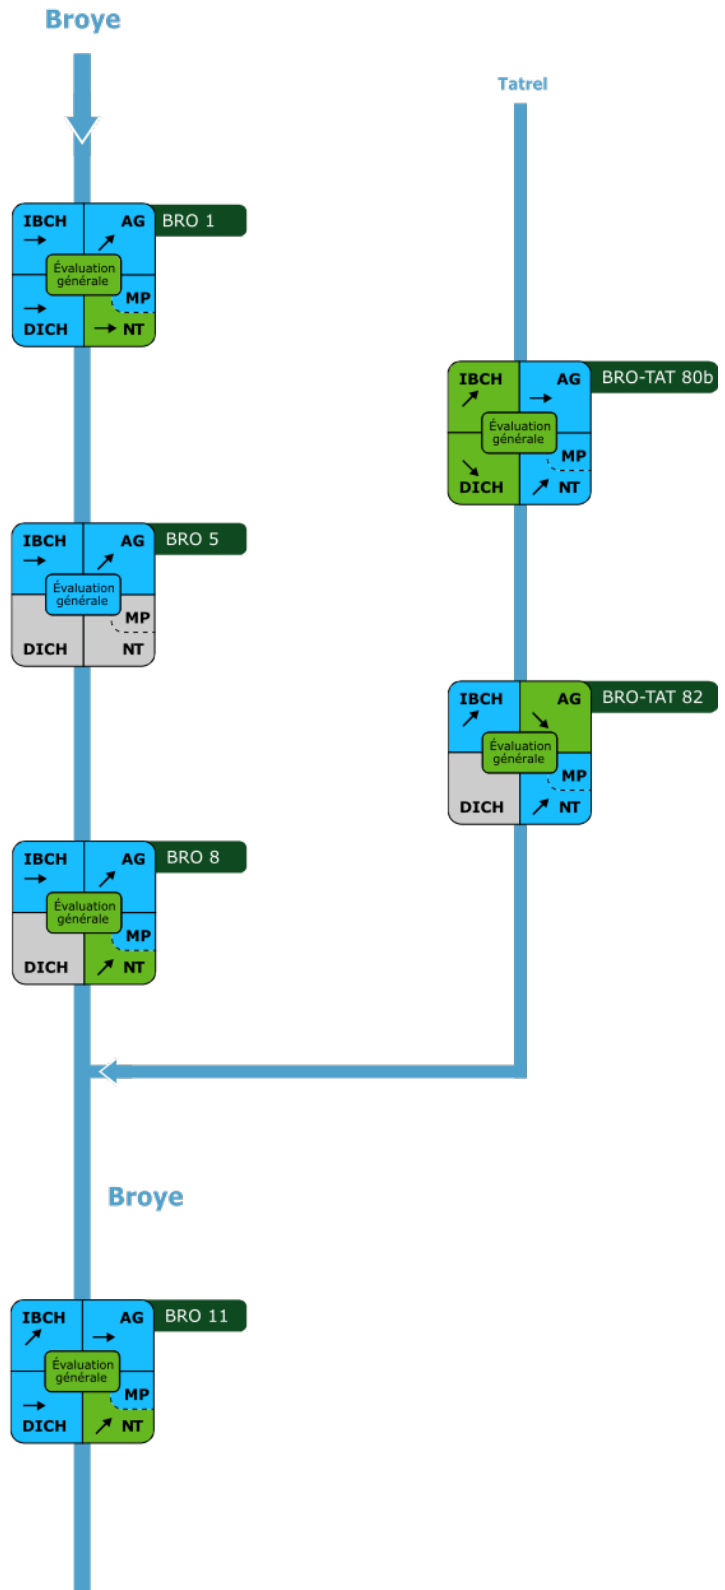 Broye
Tatrel
BRO 1
IBCH AG
Évaluation
générale
MP
DICH NT
BRO-TAT 80b
IBCH AG
Évaluation
générale
MP
DICH NT
BRO 5
IBCH AG
Évaluation
générale
MP
DICH NT
BRO-TAT 82
IBCH AG
Évaluation
générale
MP
DICH NT
BRO 8
IBCH AG
Évaluation
générale
MP
DICH NT
Broye
BRO 11
IBCH AG
Évaluation
générale
MP
DICH NT